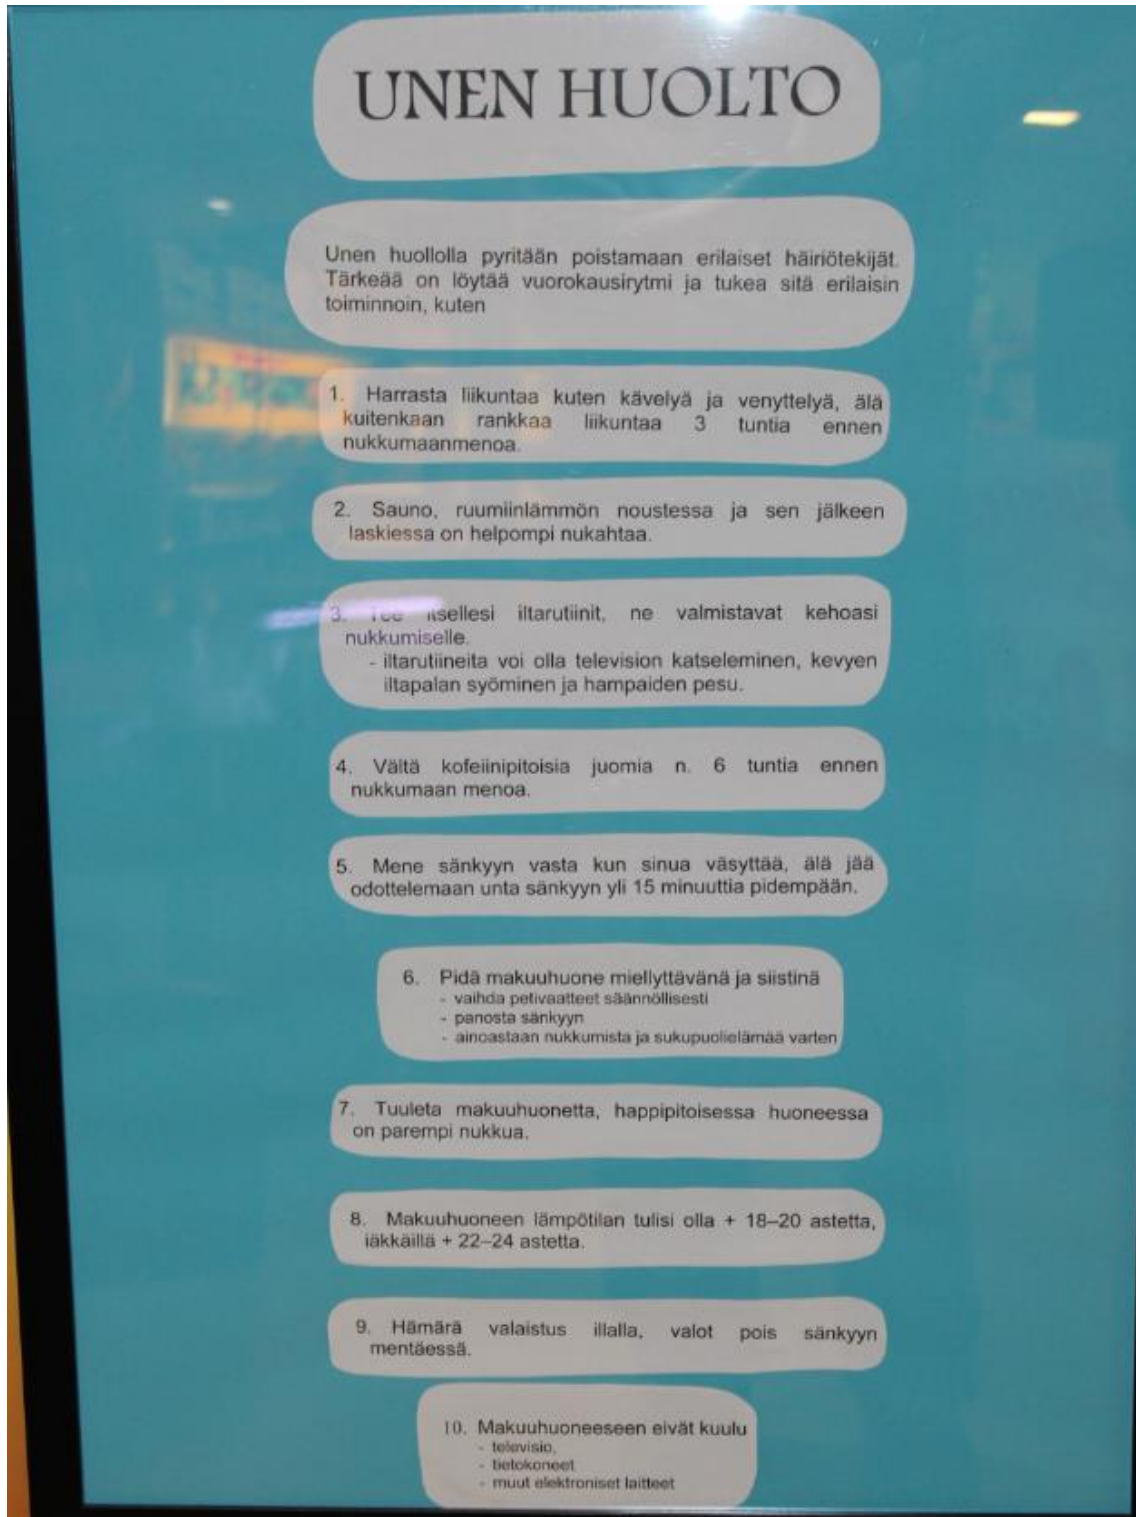 UNEN HUOLTO
Unen huollolla pyritään poistamaan erilaiset häiriötekijät.
Tärkeää on löytää vuorokausirytmi ja tukea sitä erilaisin
toiminnoin, kuten
1. Harrasta liikuntaa kuten kävelyä ja venyttelyä, älä
kuitenkaan rankkaa liikuntaa 3 tuntia ennen
nukkumaanmenoa.
2. Sauno, ruumiinlämmön noustessa ja sen jälkeen
laskiessa on helpompi nukahtaa.
3. Tee itsellesi iltarutiinit, ne valmistavat kehoasi
nukkumiselle.
- iltarutiineita voi olla television katseleminen, kevyen
iltapalan syöminen ja hampaiden pesu.
4. Vältä kofeiinipitoisia juomia n. 6 tuntia ennen
nukkumaan menoa.
5. Mene sänkyyn vasta kun sinua väsyttää, älä jää
odottelemaan unta sänkyyn yli 15 minuuttia pidempään.
6. Pidä makuuhuone miellyttävänä ja siistinä
- vaihda petivaatteet säännöllisesti
- panosta sänkyyn
- ainoastaan nukkumista ja sukupuolielämää varten
7. Tuuleta makuuhuonetta, happipitoisessa huoneessa
on parempi nukkua.
8. Makuuhuoneen lämpötilan tulisi olla + 18–20 astetta,
iäkkäillä + 22–24 astetta.
9. Hämärä valaistus illalla, valot pois sänkyyn
mentäessä.
10. Makuuhuoneeseen eivät kuulu
- televisio,
- tietokoneet
- muut elektroniset laitteet